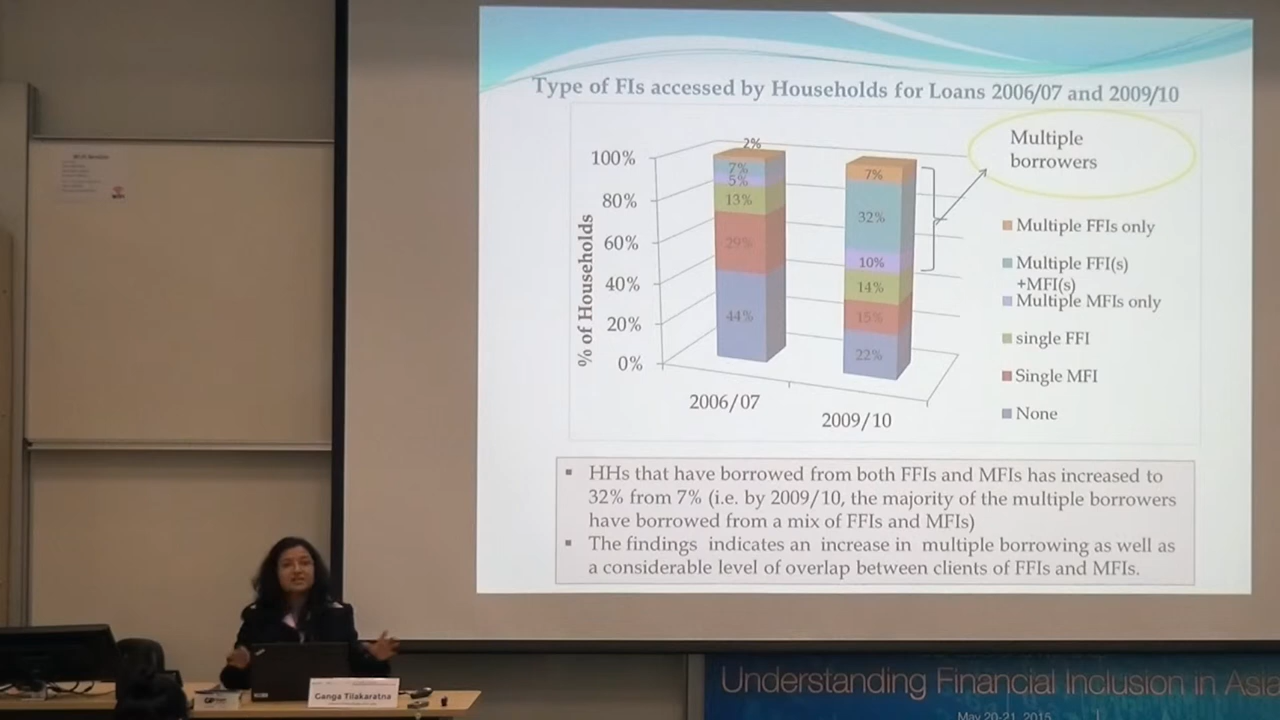 Type of FIs accessed by Households for Loans 2006/07 and 2009/10
Multiple
borrowers
% of Households
100%
80%
60%
40%
20%
0%
2%
7%
5%
13%
29%
44%
7%
32%
10%
14%
15%
22%
2006/07
2009/10
Multiple FFIs only
Multiple FFI(s)
+MFI(s)
Multiple MFIs only
single FFI
Single MFI
None
▪ HHs that have borrowed from both FFIs and MFIs has increased to
32% from 7% (i.e. by 2009/10, the majority of the multiple borrowers
have borrowed from a mix of FFIs and MFIs)
▪ The findings indicates an increase in multiple borrowing as well as
a considerable level of overlap between clients of FFIs and MFIs.
Ganga Tilakaratna
Understanding Financial Inclusion in Asia
May 20-21, 2015